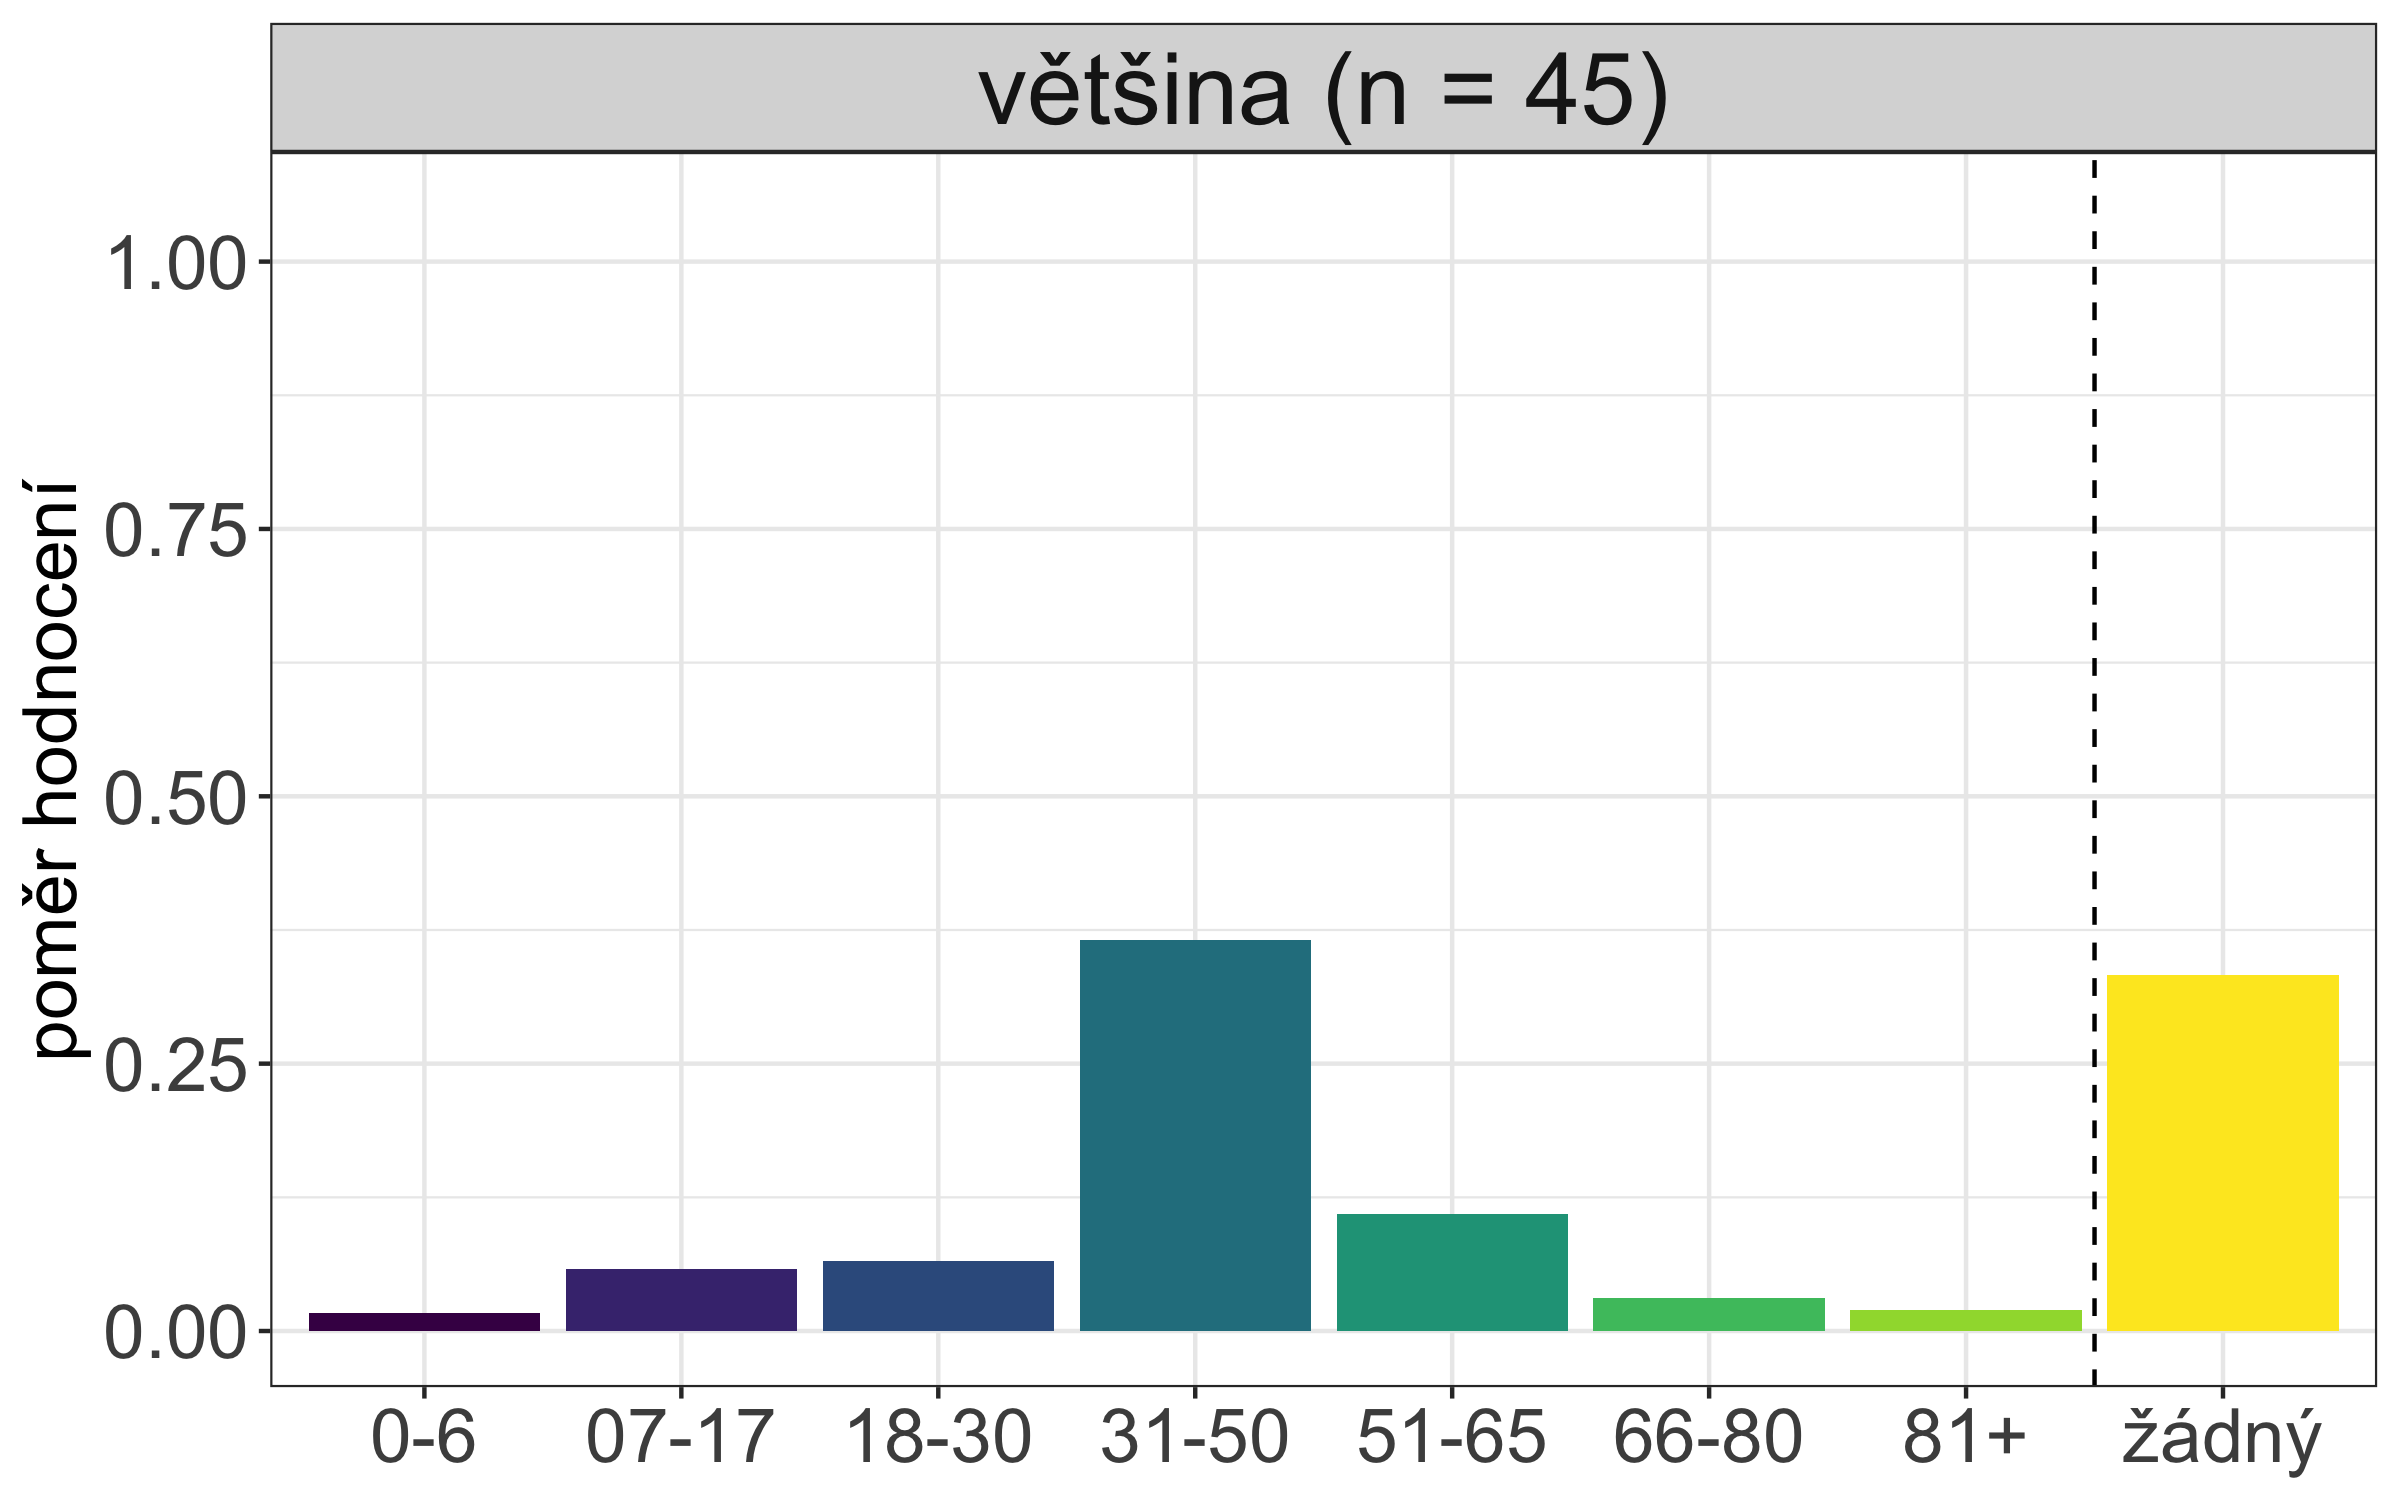 většina (n = 45)
poměr hodnocení
1.00
0.75
0.50
0.25
0.00
0-6 07-17 18-30 31-50 51-65 66-80 81+ žádný